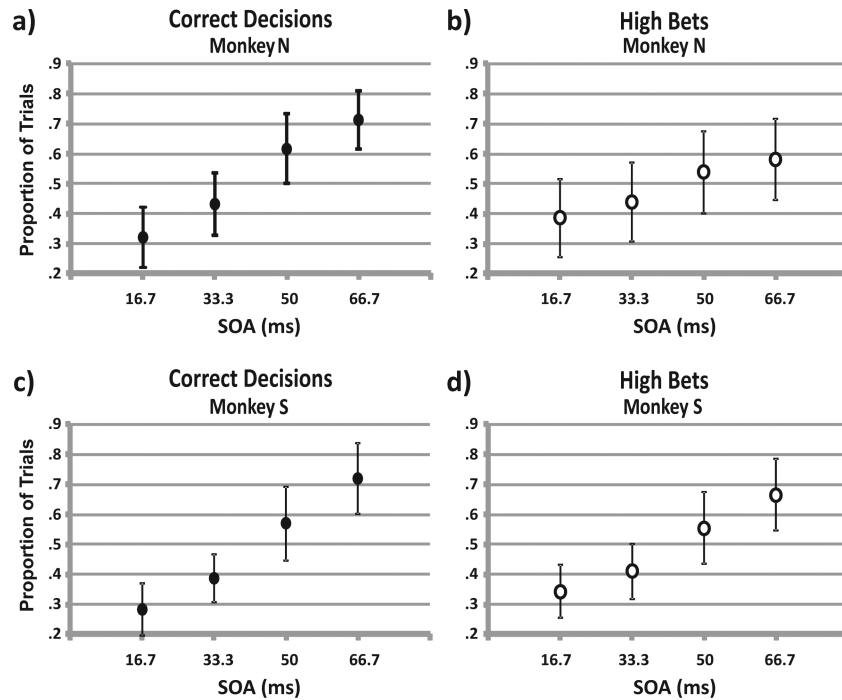 a)
Correct Decisions
Monkey N
Proportion of Trials
.9
.8
.7
.6
.5
.4
.3
.2
16.7 33.3 50 66.7
SOA (ms)
b)
High Bets
Monkey N
.9
.8
.7
.6
.5
.4
.3
.2
16.7 33.3 50 66.7
SOA (ms)
c)
Correct Decisions
Monkey S
Proportion of Trials
.9
.8
.7
.6
.5
.4
.3
.2
16.7 33.3 50 66.7
SOA (ms)
d)
High Bets
Monkey S
.9
.8
.7
.6
.5
.4
.3
.2
16.7 33.3 50 66.7
SOA (ms)